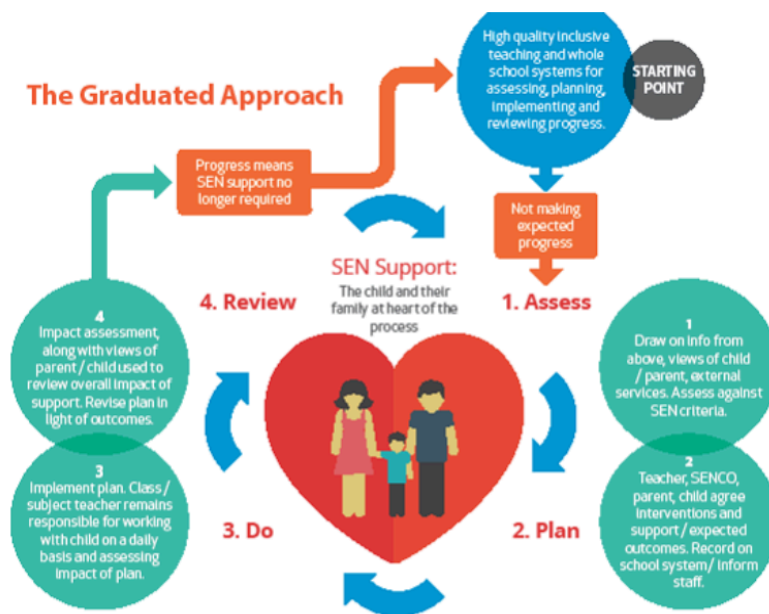 The Graduated Approach
High quality inclusive
teaching and whole
school systems for
assessing, planning,
implementing and
reviewing progress.
STARTING
POINT
Progress means
SEN support no
longer required
Not making
expected
progress
SEN Support:
The child and their
family at heart of the
process
4. Review
1. Assess
4
Impact assessment,
along with views of
parent / child used to
review overall impact of
support. Revise plan in
light of outcomes.
1
Draw on info from
above, views of child
/ parent, external
services. Assess against
SEN criteria.
3
Implement plan. Class /
subject teacher remains
responsible for working
with child on a daily
basis and assessing
impact of plan.
3. Do
2. Plan
2
Teacher, SENCO,
parent, child agree
interventions and
support / expected
outcomes. Record on
school system/ inform
staff.